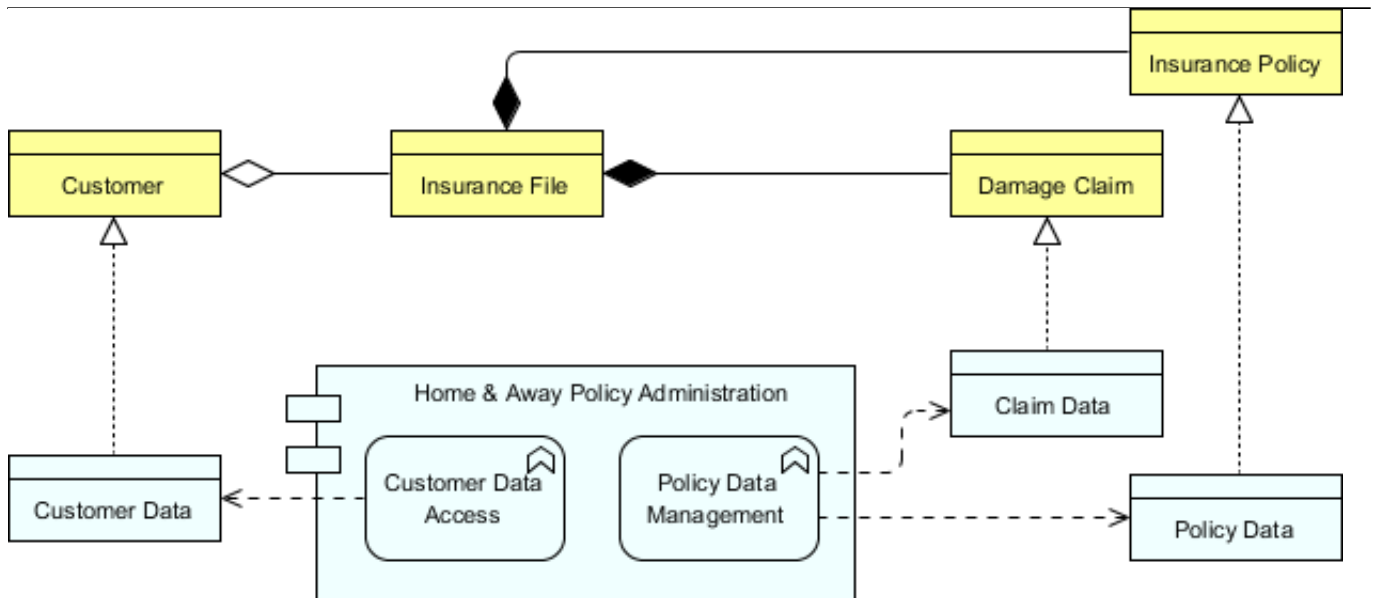 Insurance Policy
Customer
Insurance File
Damage Claim
Home & Away Policy Administration
Claim Data
Customer Data
Access
Policy Data
Management
Customer Data
Policy Data